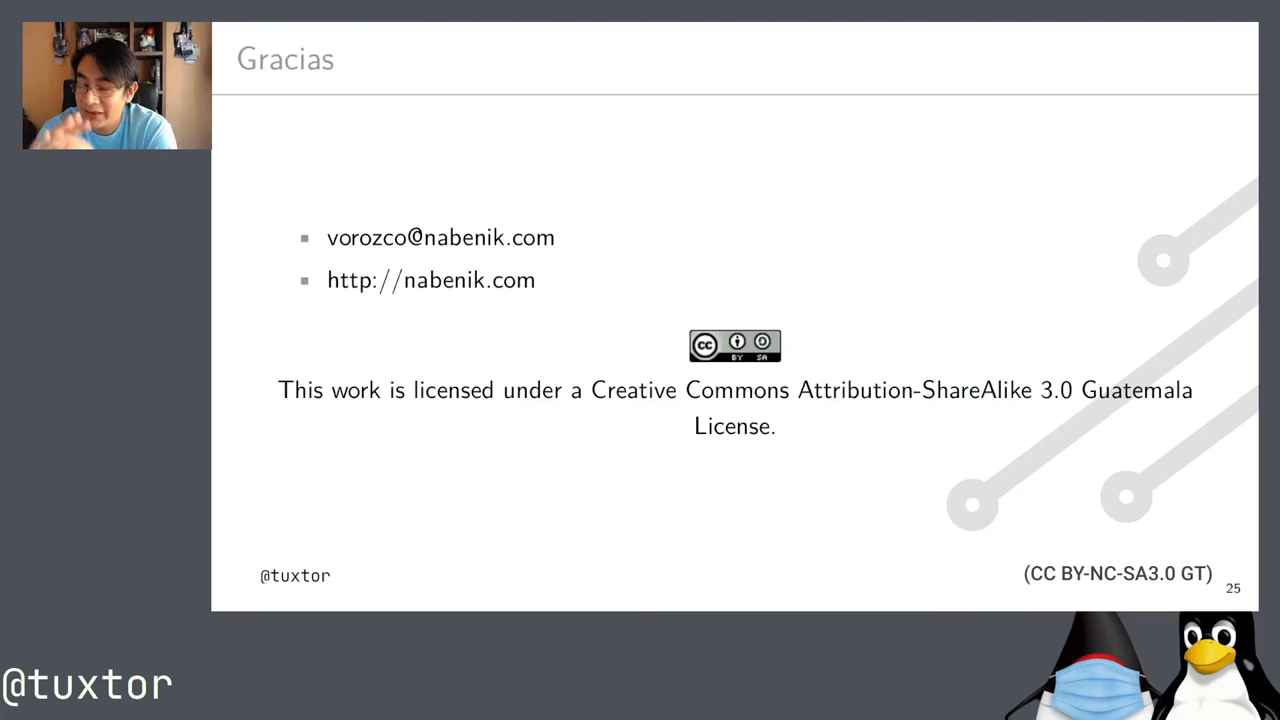 Gracias
vorozco@nabenik.com
http://nabenik.com
cc BY SA
This work is licensed under a Creative Commons Attribution-ShareAlike 3.0 Guatemala
License.
@tuxtor
(CC BY-NC-SA3.0 GT)
25
@tuxtor